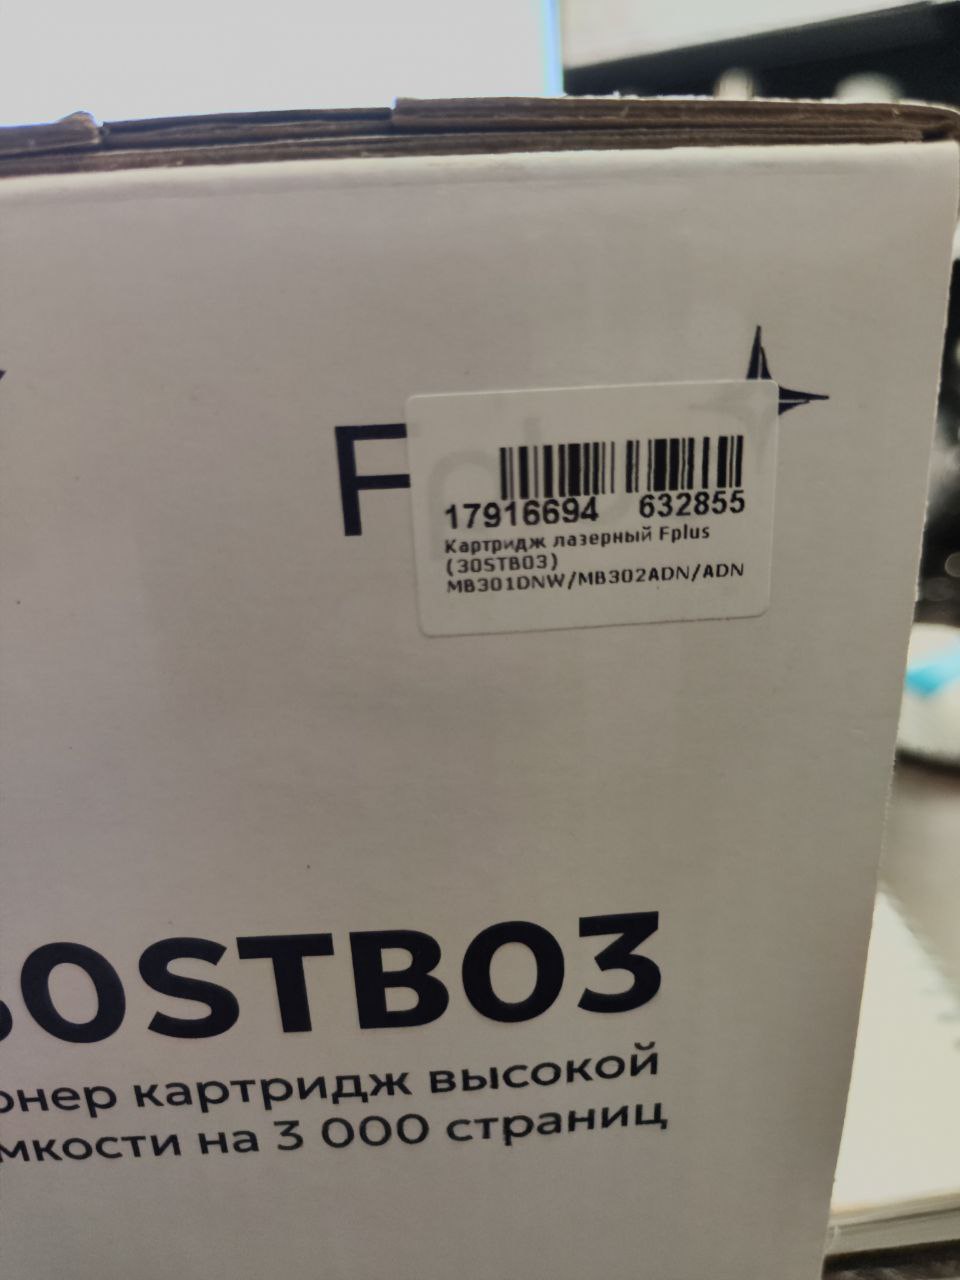 F
17916694 632855
Картридж лазерный Fplus
(30STB03)
MB301DNW/MB302ADN/ADN
30STB03
онер картридж высокой
мкости на 3 000 страниц